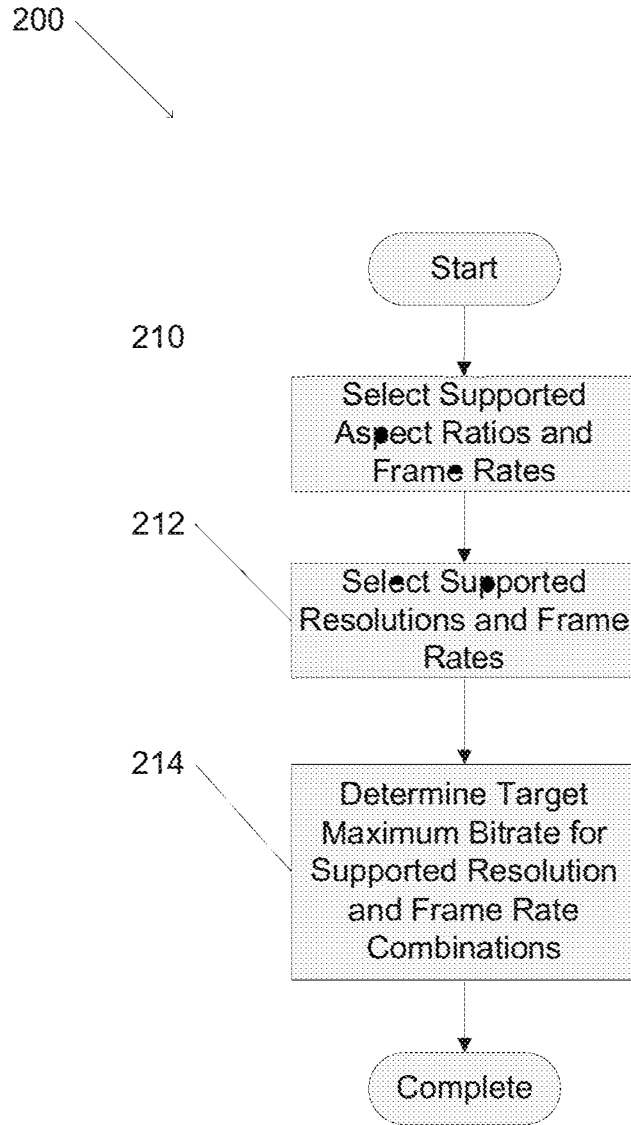 200
Start
210
Select Supported
Aspect Ratios and
Frame Rates
212
Select Supported
Resolutions and Frame
Rates
214
Determine Target
Maximum Bitrate for
Supported Resolution
and Frame Rate
Combinations
Complete